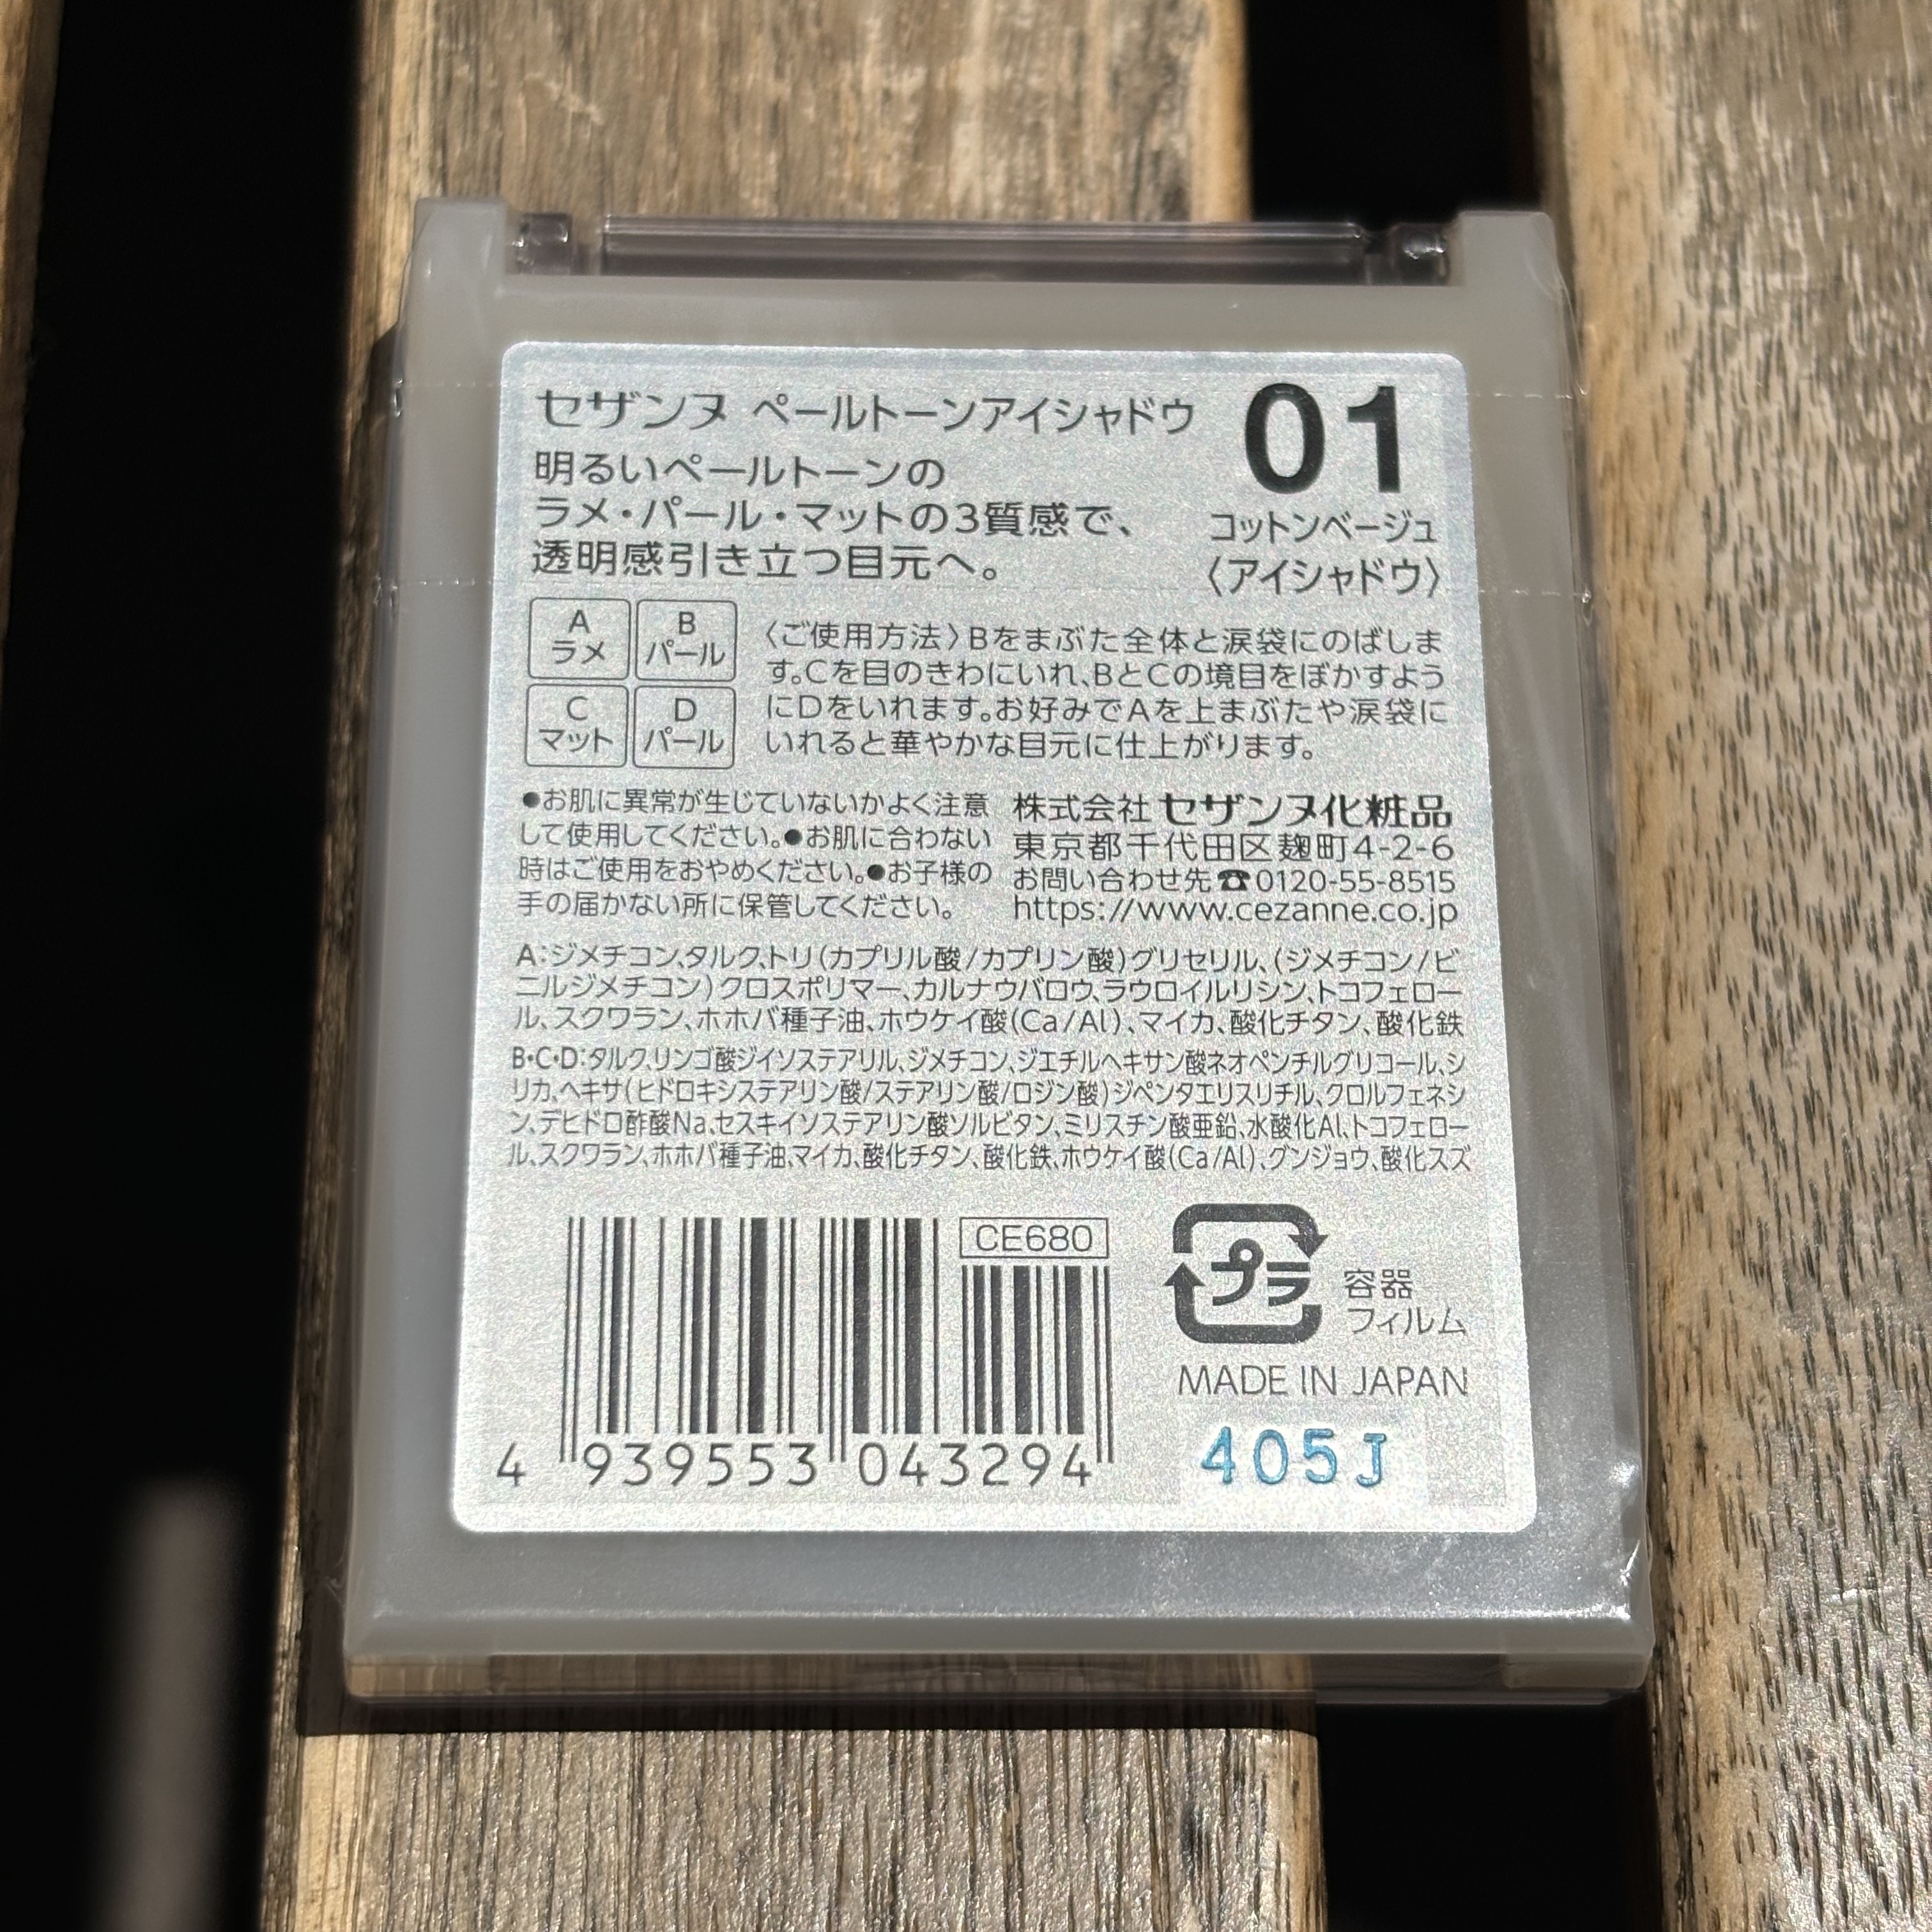 セザンヌ ペールトーンアイシャドウ
01
明るいペールトーンの
ラメ・パール・マットの3質感で、
透明感引き立つ目元へ。
コットンベージュ
〈アイシャドウ〉
A
ラメ
B
パール
C
マット
D
パール
〈ご使用方法〉Bをまぶた全体と涙袋にのばしま
す。Cを目のきわにいれ、BとCの境目をぼかすよう
にDをいれます。お好みでAを上まぶたや涙袋に
いれると華やかな目元に仕上がります。
●お肌に異常が生じていないかよく注意
して使用してください。●お肌に合わない
時はご使用をおやめください。●お子様の
手の届かない所に保管してください。
株式会社 セザンヌ化粧品
東京都千代田区麹町4-2-6
お問い合わせ先☎0120-55-8515
https://www.cezanne.co.jp
A:ジメチコン、タルク、トリ(カプリル酸/カプリン酸)グリセリル、(ジメチコン/ビ
ニルジメチコン)クロスポリマー、カルナウバロウ、ラウロイルリシン、トコフェロー
ル、スクワラン、ホホバ種子油、ホウケイ酸(Ca/Al)、マイカ、酸化チタン、酸化鉄
B・C・D:タルク、リンゴ酸ジイソステアリル、ジメチコン、ジエチルヘキサン酸ネオペンチルグリコール、シ
リカ、ヘキサ(ヒドロキシステアリン酸/ステアリン酸/ロジン酸)ジペンタエリスリチル、クロルフェネシ
ン、デヒドロ酢酸Na、セスキイソステアリン酸ソルビタン、ミリスチン酸亜鉛、水酸化Al、トコフェロー
ル、スクワラン、ホホバ種子油、マイカ、酸化チタン、酸化鉄、ホウケイ酸(Ca/Al)、グンジョウ、酸化スズ
CE680
プラ
容器
フィルム
MADE IN JAPAN
4 939553 043294
405J